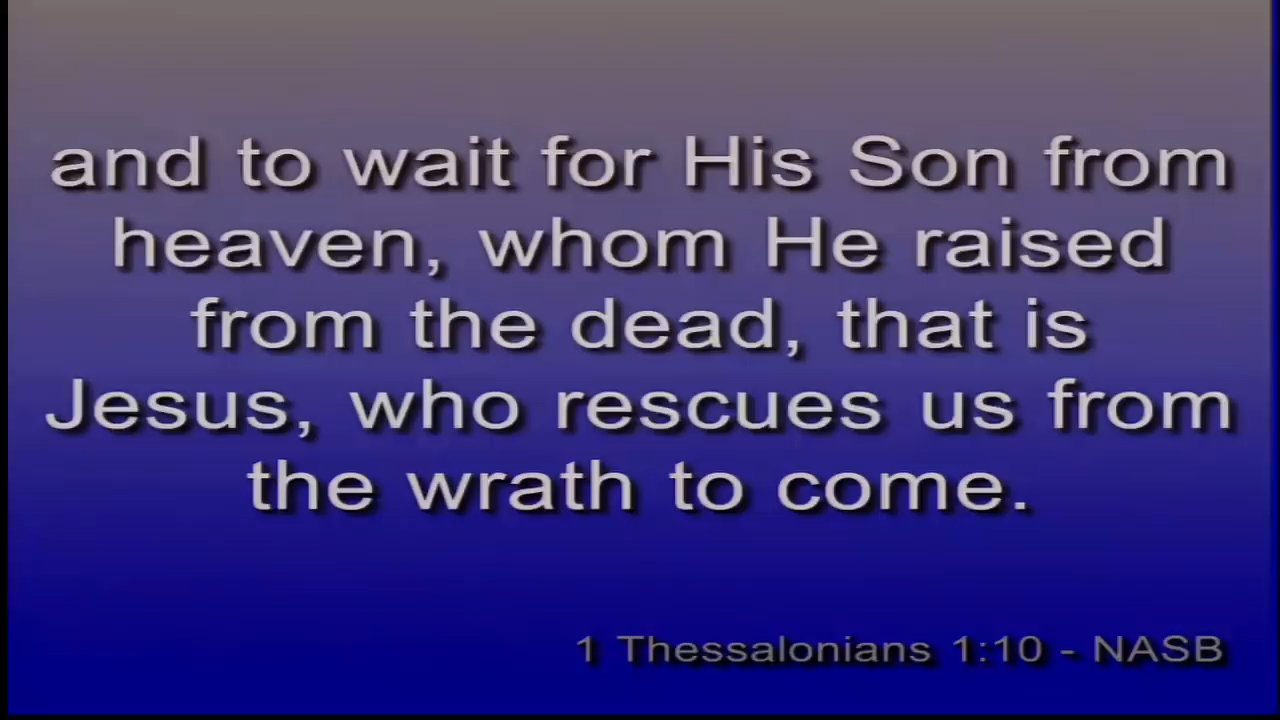 and to wait for His Son from
heaven, whom He raised
from the dead, that is
Jesus, who rescues us from
the wrath to come.
1 Thessalonians 1:10 - NASB